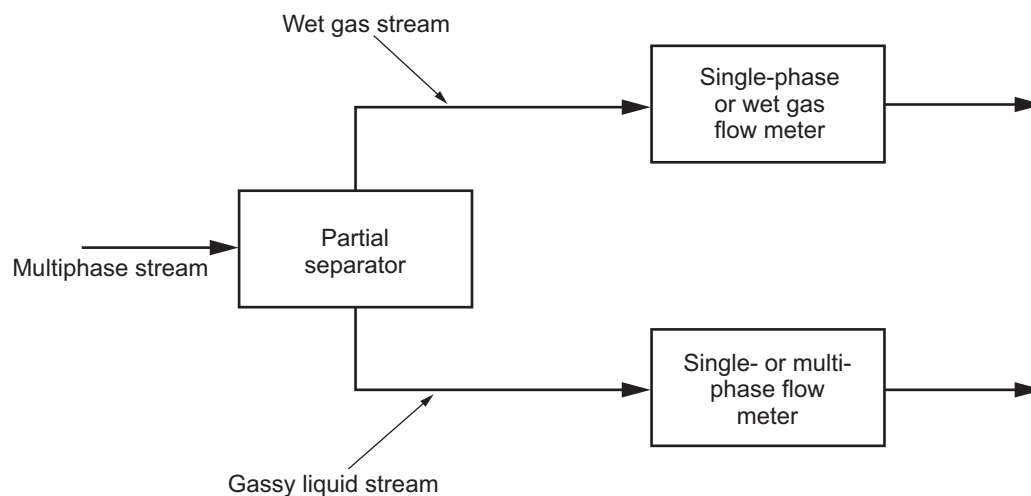 Wet gas stream
Single-phase
or wet gas
flow meter
Partial
separator
Multiphase stream
Single- or multi-
phase flow
meter
Gassy liquid stream